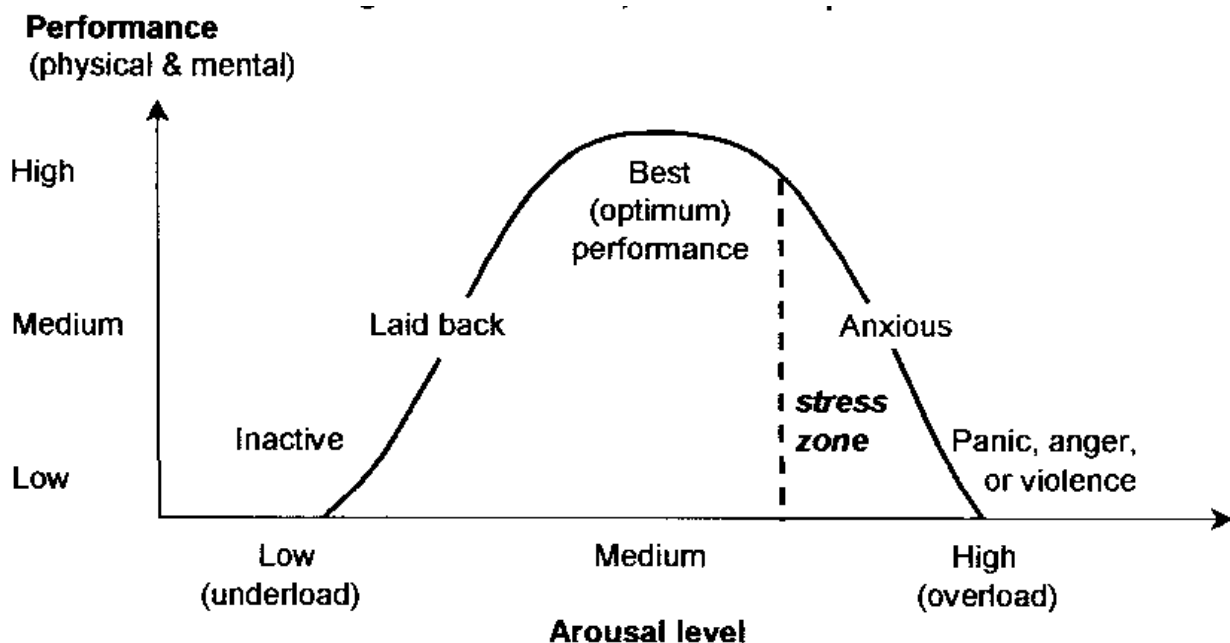 Performance
(physical & mental)
High
Best
(optimum)
performance
Medium
Laid back
Anxious
stress
zone
Inactive
Panic, anger,
or violence
Low
Low
(underload)
Medium
High
(overload)
Arousal level